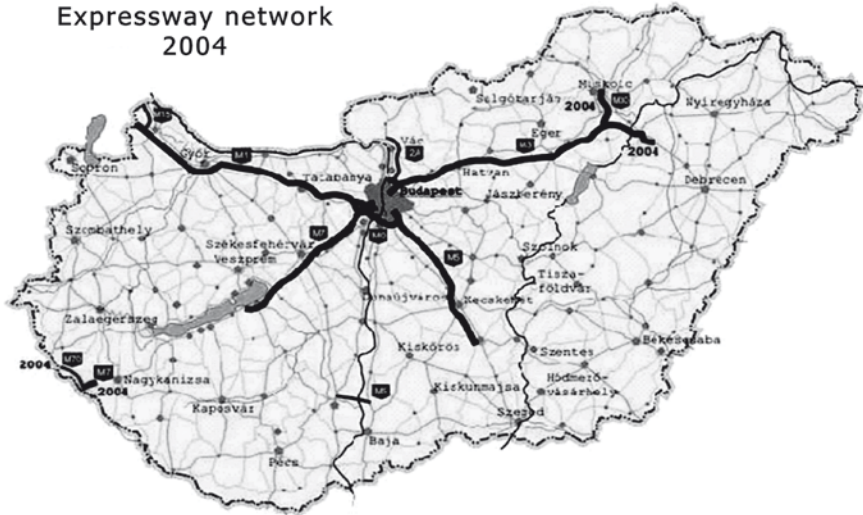 Expressway network
2004
Miskolc
2004
M30
Salgótarján
Nyíregyháza
M15
Vác
2A
Eger
M3
2004
Győr
M1
Hatvan
Sopron
Tatabánya
Budapest
Jászberény
Debrecen
Szombathely
M7
M0
Székesfehérvár
M5
Szolnok
Veszprém
Tisza-
földvár
Dunaújváros
Kecskemét
Zalaegerszeg
Békéscsaba
Kiskőrös
Szentes
2004
M70
M7
Nagykanizsa
2004
Kiskunmajsa
Hódmező-
vásárhely
Kaposvár
Szeged
Baja
Pécs